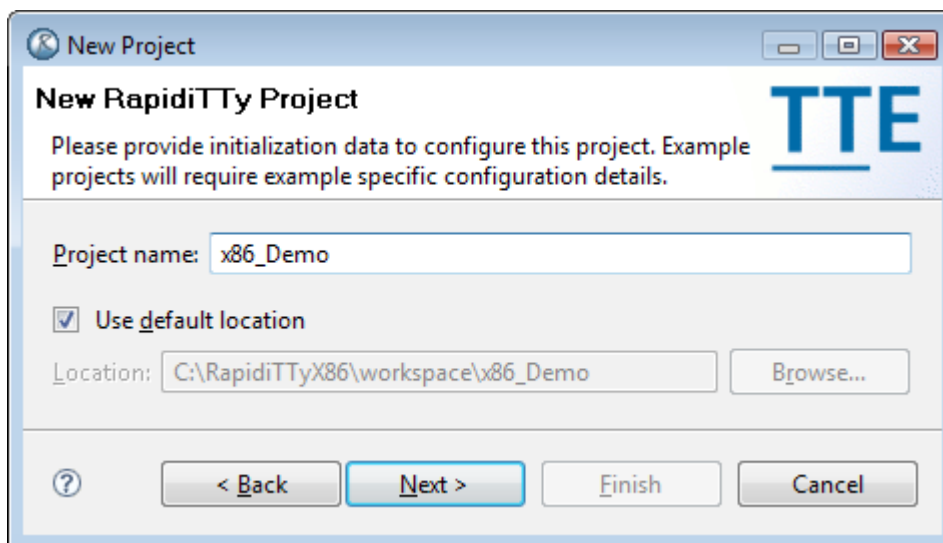 New Project
New RapidiTTy Project
TTE
Please provide initialization data to configure this project. Example
projects will require example specific configuration details.
Project name: x86_Demo
Use default location
Location: C:\RapidiTTyX86\workspace\x86_Demo Browse...
? < Back Next > Finish Cancel